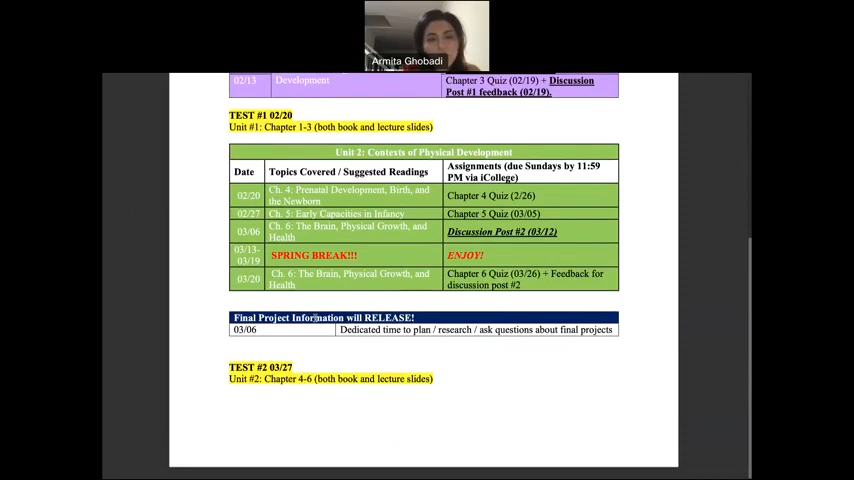 Armita Ghobadi
02/13 Development Chapter 3 Quiz (02/19) + Discussion
Post #1 feedback (02/19).
TEST #1 02/20
Unit #1: Chapter 1-3 (both book and lecture slides)
Unit 2: Contexts of Physical Development
Date Topics Covered / Suggested Readings Assignments (due Sundays by 11:59
PM via iCollege)
02/20 Ch. 4: Prenatal Development, Birth, and
the Newborn Chapter 4 Quiz (2/26)
02/27 Ch. 5: Early Capacities in Infancy Chapter 5 Quiz (03/05)
03/06 Ch. 6: The Brain, Physical Growth, and
Health Discussion Post #2 (03/12)
03/13-
03/19 SPRING BREAK!!! ENJOY!
03/20 Ch. 6: The Brain, Physical Growth, and
Health Chapter 6 Quiz (03/26) + Feedback for
discussion post #2
Final Project Information will RELEASE!
03/06 Dedicated time to plan / research / ask questions about final projects
TEST #2 03/27
Unit #2: Chapter 4-6 (both book and lecture slides)